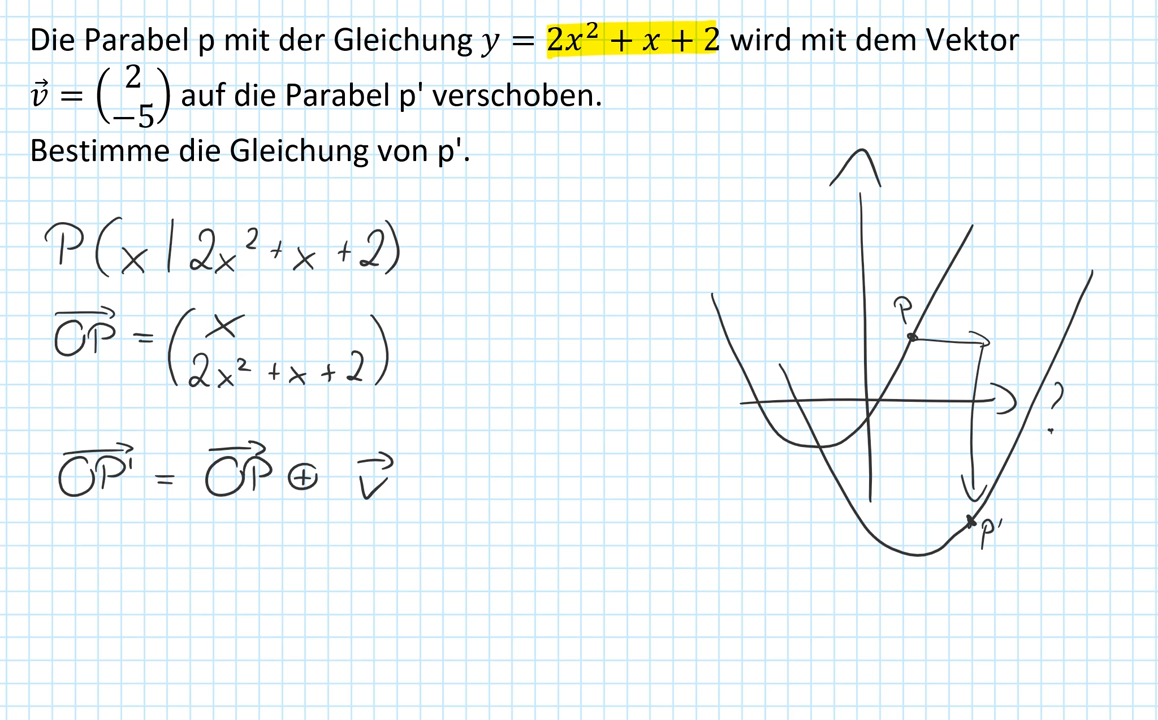 Die Parabel p mit der Gleichung y = 2x² + x + 2 wird mit dem Vektor
v⃗ = (2 −5) auf die Parabel p' verschoben.
Bestimme die Gleichung von p'.
P(x | 2x² + x + 2)
OP⃗ = (x 2x² + x + 2)
OP'⃗ = OP⃗ ⊕ v⃗
P
?
P'